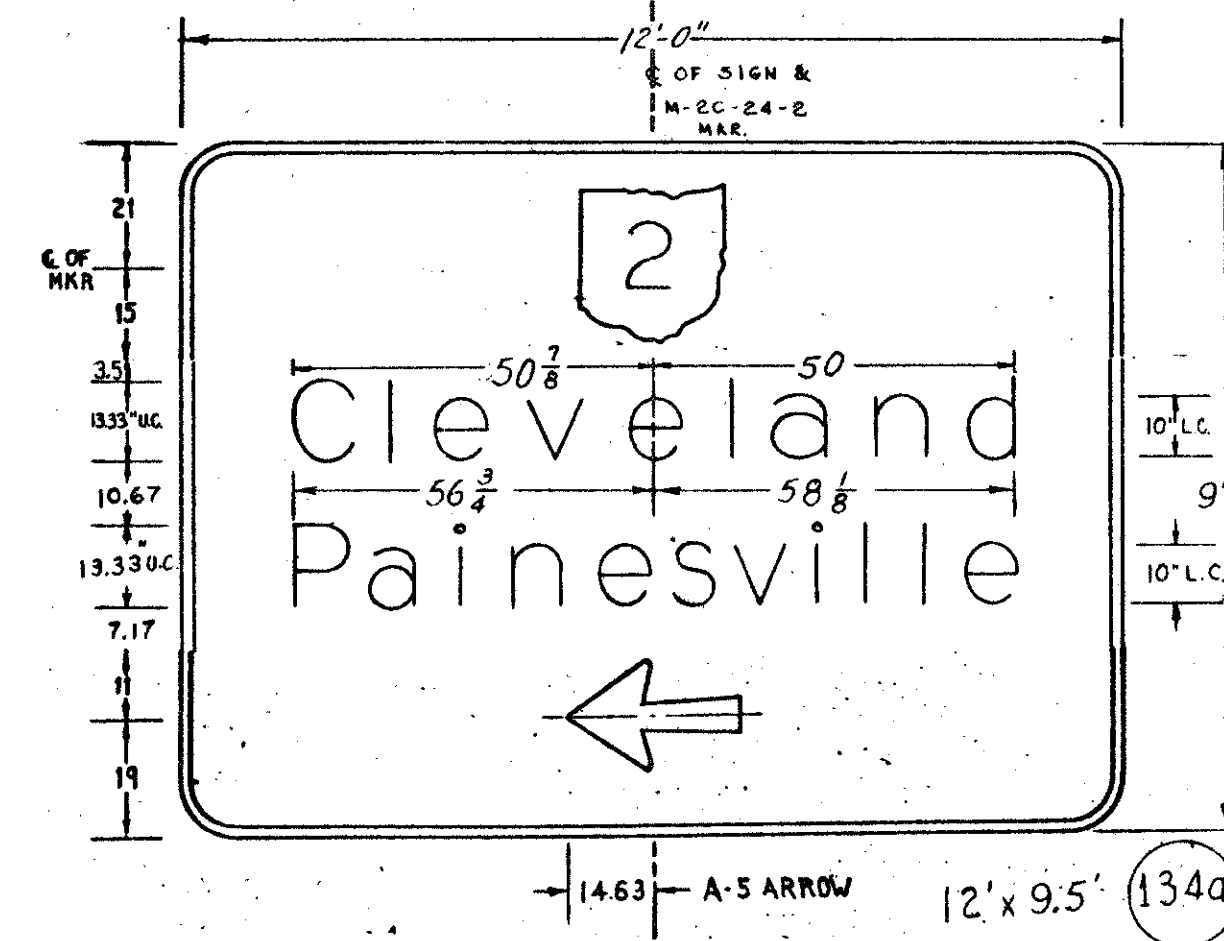 12'-0"
℄ OF SIGN &
M-2C-24-2
MKR.
21
℄ OF
MKR
2
15
3.5
50 7/8
50
13.33" U.C.
Cleveland
10" L.C.
10.67
56 3/4
58 1/8
9'
13.33" U.C.
Painesville
10" L.C.
7.17
11
19
14.63
A-5 ARROW
12' x 9.5'
134a